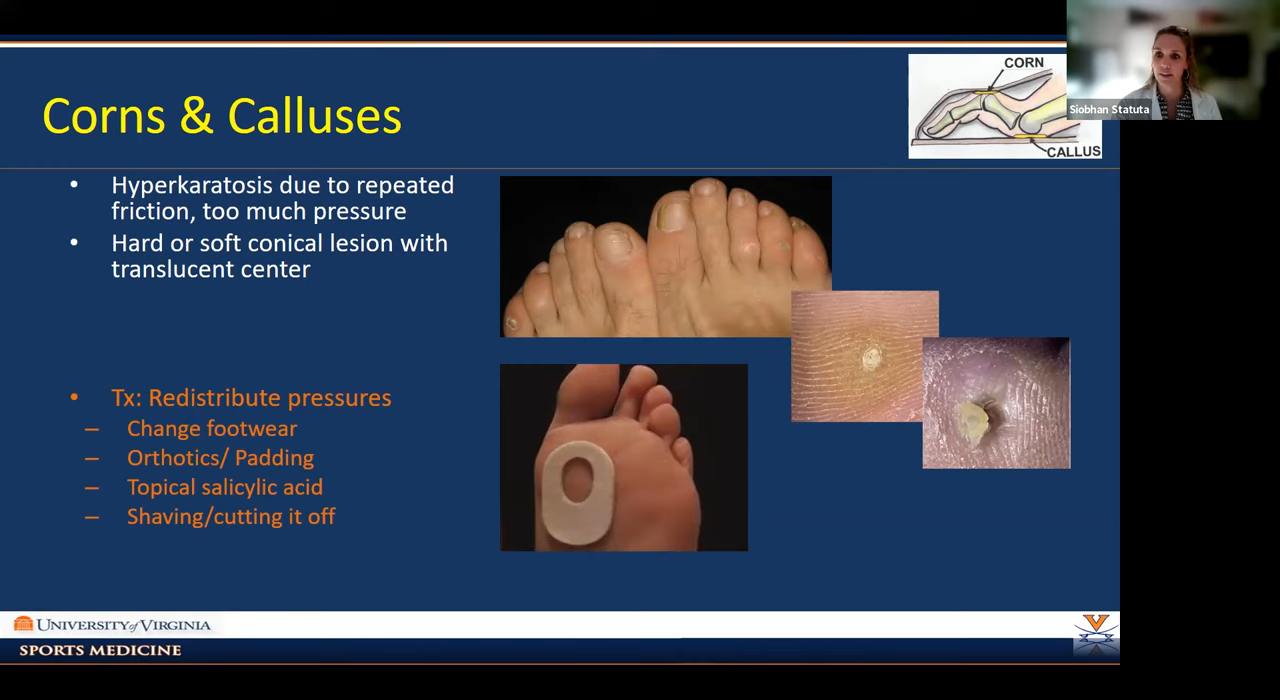 Corns & Calluses
CORN
CALLUS
Siobhan Statuta
• Hyperkaratosis due to repeated
friction, too much pressure
• Hard or soft conical lesion with
translucent center
• Tx: Redistribute pressures
– Change footwear
– Orthotics/ Padding
– Topical salicylic acid
– Shaving/cutting it off
UNIVERSITY of VIRGINIA
SPORTS MEDICINE